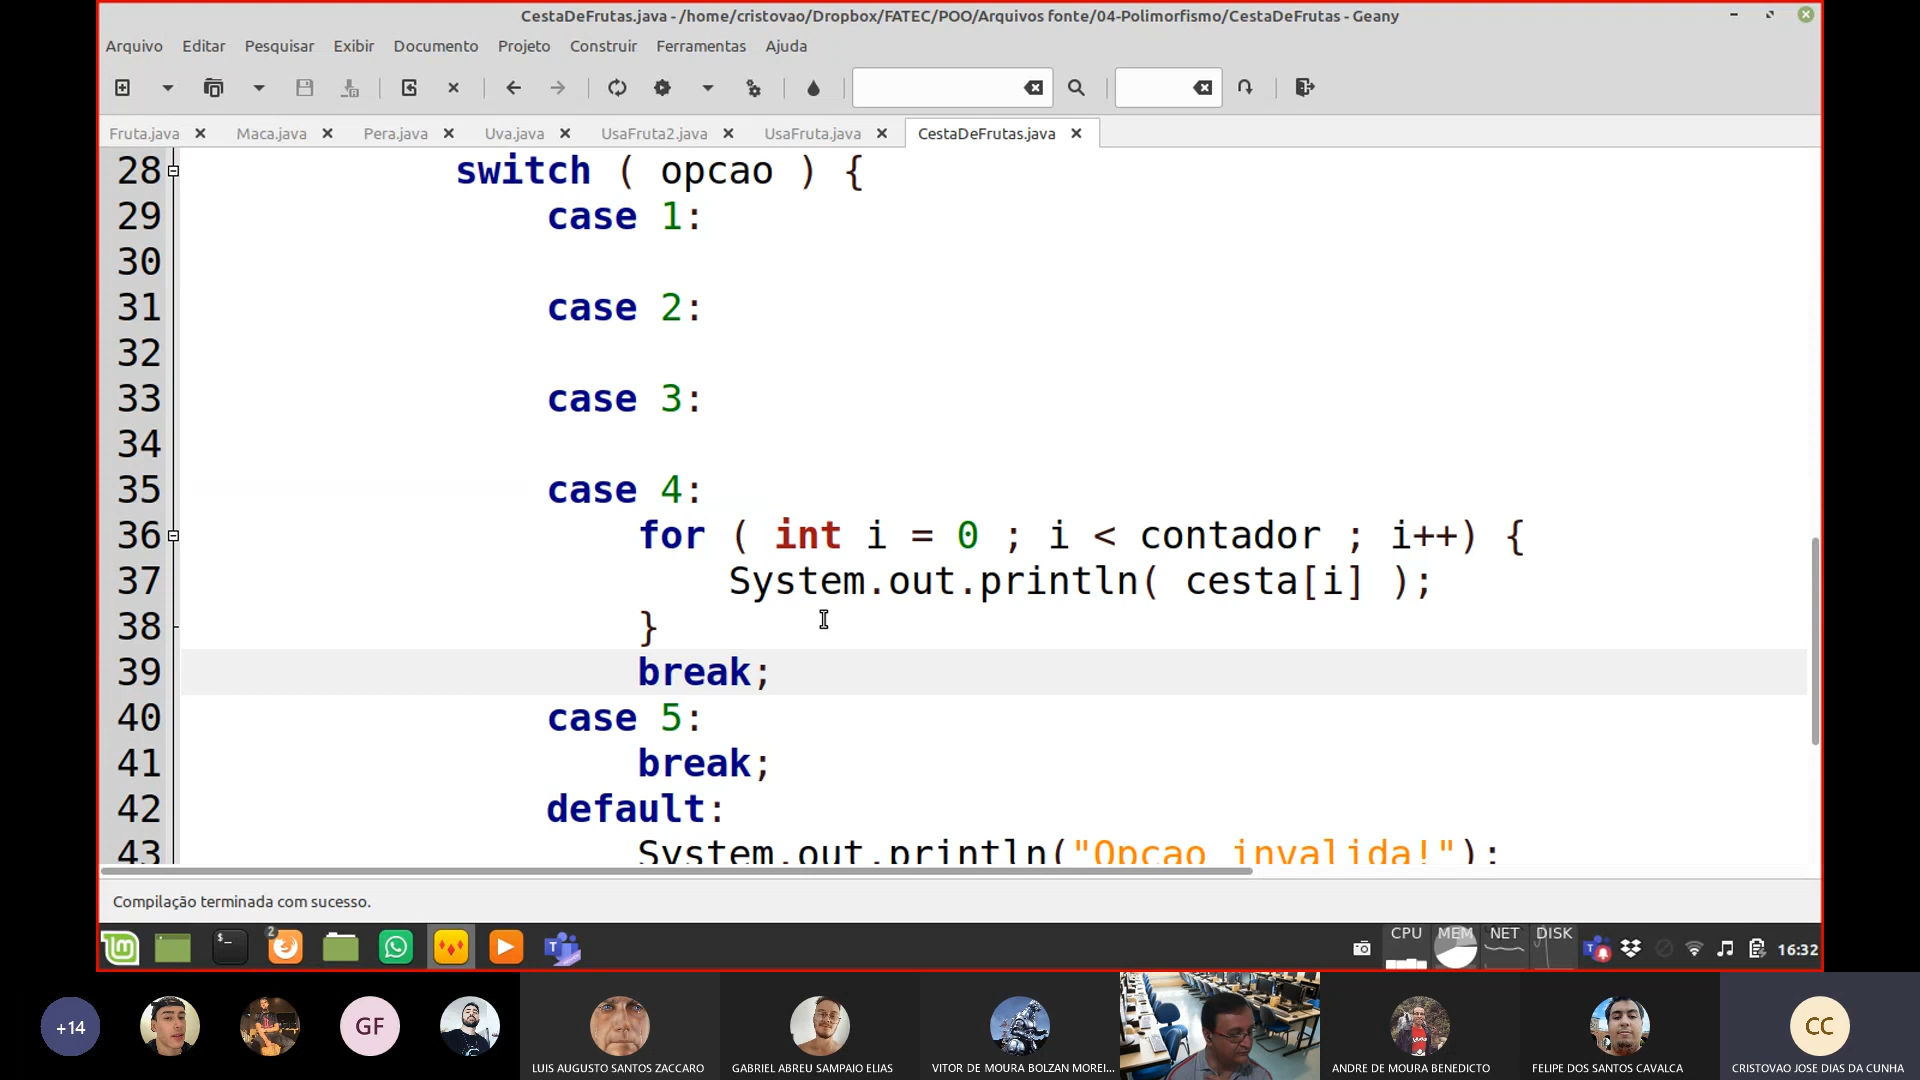 CestaDeFrutas.java - /home/cristovao/Dropbox/FATEC/POO/Arquivos fonte/04-Polimorfismo/CestaDeFrutas - Geany
Arquivo Editar Pesquisar Exibir Documento Projeto Construir Ferramentas Ajuda
Fruta.java Maca.java Pera.java Uva.java UsaFruta2.java UsaFruta.java CestaDeFrutas.java
28 switch ( opcao ) {
29 case 1:
30
31 case 2:
32
33 case 3:
34
35 case 4:
36 for ( int i = 0 ; i < contador ; i++) {
37 System.out.println( cesta[i] );
38 }
39 break;
40 case 5:
41 break;
42 default:
43 System.out.println("Opcao invalida!");
Compilação terminada com sucesso.
2 CPU MEM NET DISK 16:32
+14 GF CC
LUIS AUGUSTO SANTOS ZACCARO GABRIEL ABREU SAMPAIO ELIAS VITOR DE MOURA BOLZAN MOREI... ANDRE DE MOURA BENEDICTO FELIPE DOS SANTOS CAVALCA CRISTOVAO JOSE DIAS DA CUNHA